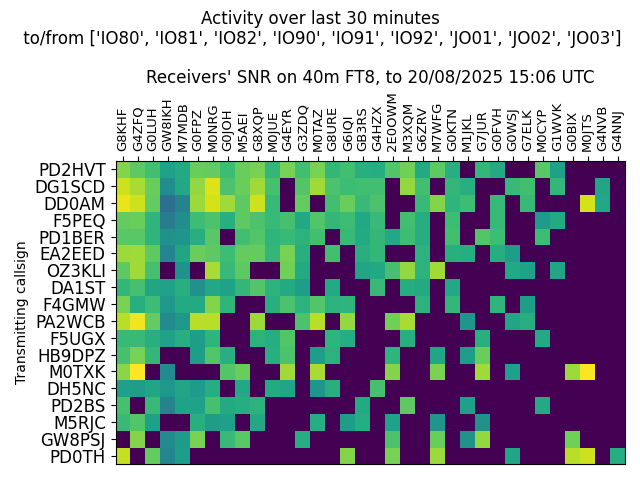 Activity over last 30 minutes
to/from ['IO80', 'IO81', 'IO82', 'IO90', 'IO91', 'IO92', 'JO01', 'JO02', 'JO03']
Receivers' SNR on 40m FT8, to 20/08/2025 15:06 UTC
G8KHF
G4ZFQ
G0LUH
GW8IKH
M7MDB
G0FPZ
M0NRG
G0JOH
M5AEI
G8XQP
M0JUE
G4EYR
G3ZDQ
M0TAZ
G8URE
G6IQI
GB3RS
G4HZX
2E0OWM
M3XQM
G6ZRV
M7WFG
G0KTN
M1JKL
G7JUR
G0FVH
G0WSJ
G7ELK
M0CYP
G1WVK
G0BIX
M0JTS
G4NVB
G4NNJ
Transmitting callsign
PD2HVT
DG1SCD
DD0AM
F5PEQ
PD1BER
EA2EED
OZ3KLI
DA1ST
F4GMW
PA2WCB
F5UGX
HB9DPZ
M0TXK
DH5NC
PD2BS
M5RJC
GW8PSJ
PD0TH